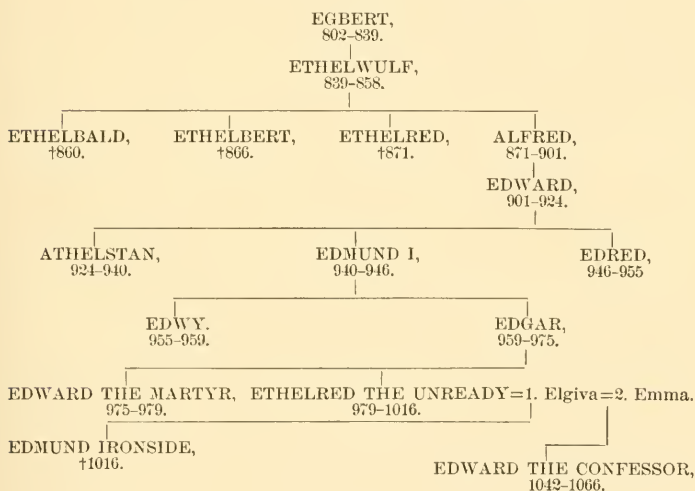 EGBERT,
802–839.
ETHELWULF,
839–858.
ETHELBALD, ETHELBERT, ETHELRED, ALFRED,
†860. †866. †871. 871–901.
EDWARD,
901–924.
ATHELSTAN, EDMUND I, EDRED,
924–940. 940–946. 946–955
EDWY. EDGAR,
955–959. 959–975.
EDWARD THE MARTYR, ETHELRED THE UNREADY=1. Elgiva=2. Emma.
975–979. 979–1016.
EDMUND IRONSIDE,
†1016.
EDWARD THE CONFESSOR,
1042–1066.